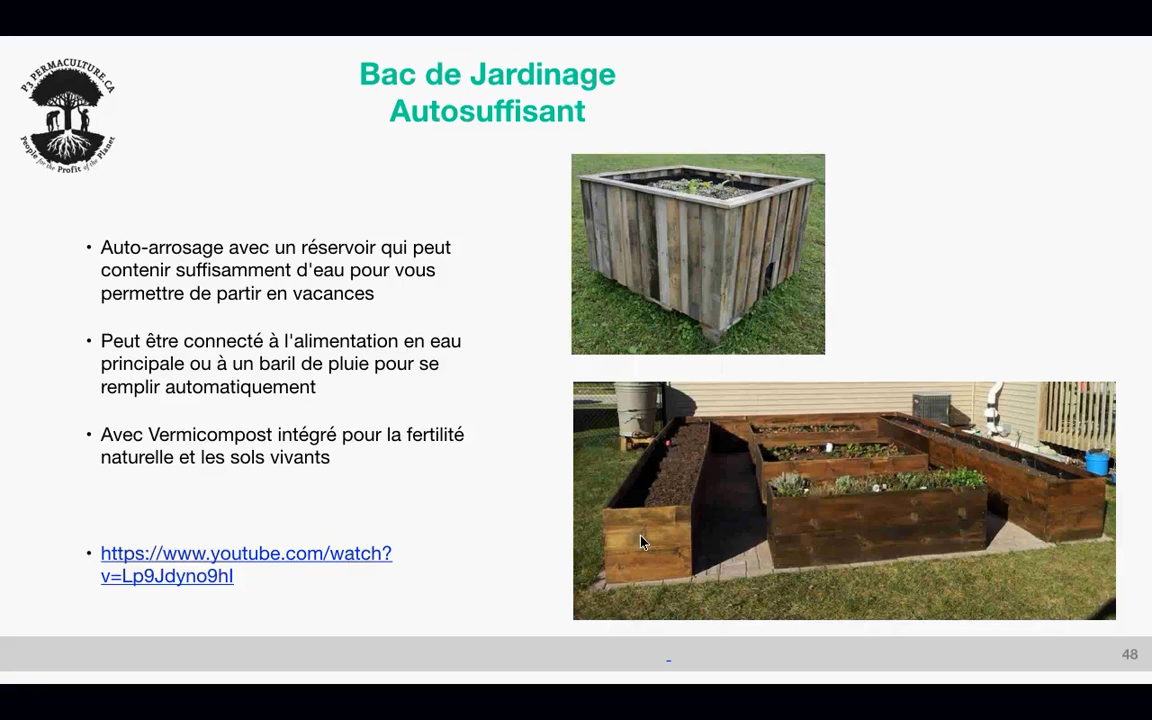 P3 PERMACULTURE.CA
People for the Profit of the Planet
Bac de Jardinage
Autosuffisant
• Auto-arrosage avec un réservoir qui peut
contenir suffisamment d'eau pour vous
permettre de partir en vacances
• Peut être connecté à l'alimentation en eau
principale ou à un baril de pluie pour se
remplir automatiquement
• Avec Vermicompost intégré pour la fertilité
naturelle et les sols vivants
• https://www.youtube.com/watch?
v=Lp9Jdyno9hI
48